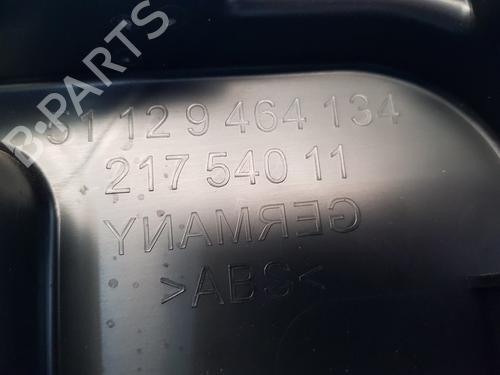 51 12 9 464 134
217 540 11
GERMANY
>ABS<
B-PARTS